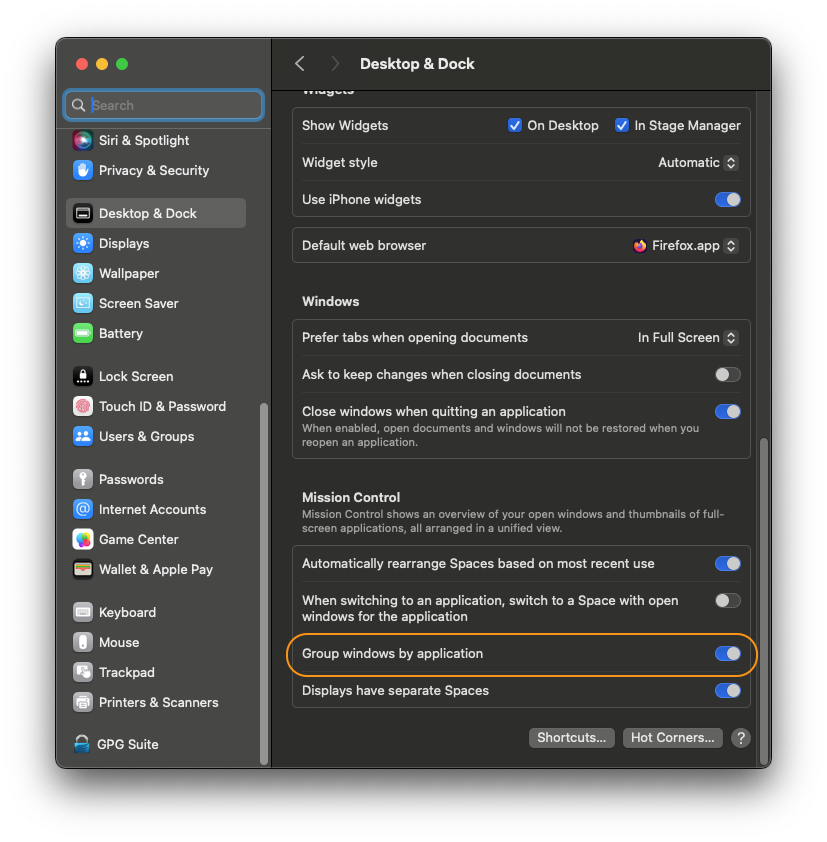 Desktop & Dock
Search
Siri & Spotlight
Privacy & Security
Desktop & Dock
Displays
Wallpaper
Screen Saver
Battery
Lock Screen
Touch ID & Password
Users & Groups
Passwords
Internet Accounts
Game Center
Wallet & Apple Pay
Keyboard
Mouse
Trackpad
Printers & Scanners
GPG Suite
Widgets
Show Widgets On Desktop In Stage Manager
Widget style Automatic
Use iPhone widgets
Default web browser Firefox.app
Windows
Prefer tabs when opening documents In Full Screen
Ask to keep changes when closing documents
Close windows when quitting an application
When enabled, open documents and windows will not be restored when you
reopen an application.
Mission Control
Mission Control shows an overview of your open windows and thumbnails of full-
screen applications, all arranged in a unified view.
Automatically rearrange Spaces based on most recent use
When switching to an application, switch to a Space with open
windows for the application
Group windows by application
Displays have separate Spaces
Shortcuts... Hot Corners... ?